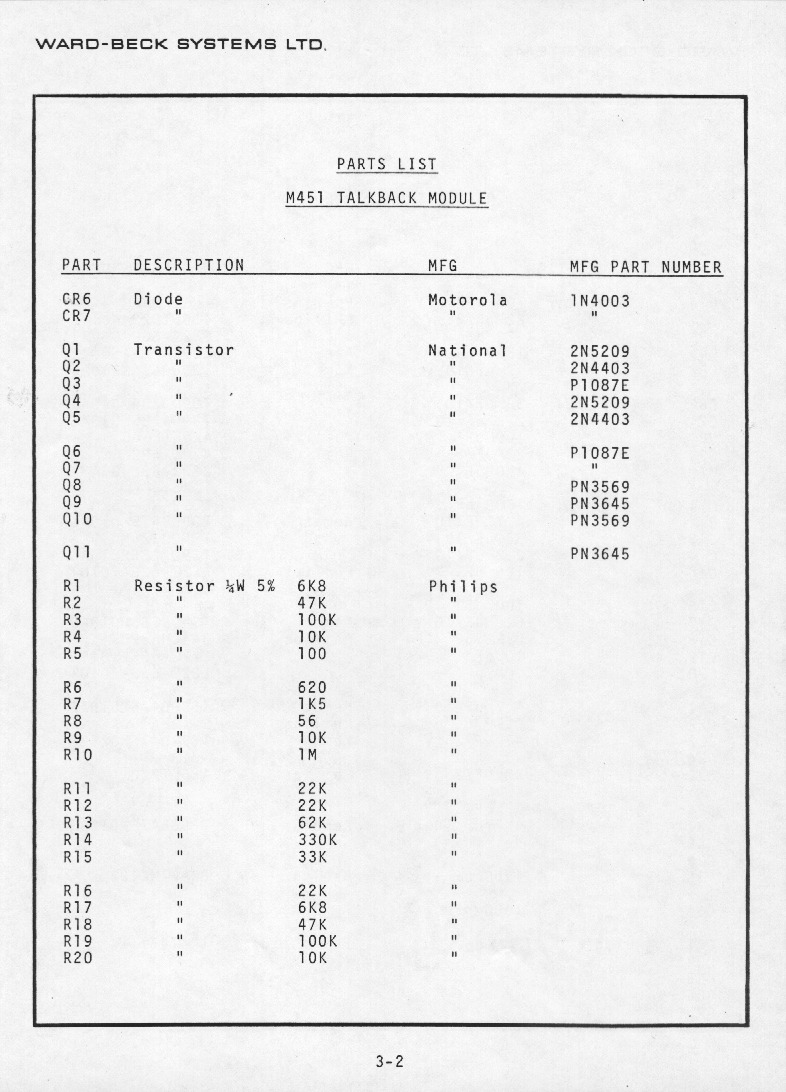 WARD-BECK SYSTEMS LTD.
PARTS LIST
M451 TALKBACK MODULE
PART DESCRIPTION MFG MFG PART NUMBER
CR6 Diode Motorola 1N4003
CR7 " " "
Q1 Transistor National 2N5209
Q2 " " 2N4403
Q3 " " P1087E
Q4 " " 2N5209
Q5 " " 2N4403
Q6 " " P1087E
Q7 " " "
Q8 " " PN3569
Q9 " " PN3645
Q10 " " PN3569
Q11 " " PN3645
R1 Resistor ¼W 5% 6K8 Philips
R2 " 47K "
R3 " 100K "
R4 " 10K "
R5 " 100 "
R6 " 620 "
R7 " 1K5 "
R8 " 56 "
R9 " 10K "
R10 " 1M "
R11 " 22K "
R12 " 22K "
R13 " 62K "
R14 " 330K "
R15 " 33K "
R16 " 22K "
R17 " 6K8 "
R18 " 47K "
R19 " 100K "
R20 " 10K "
3-2